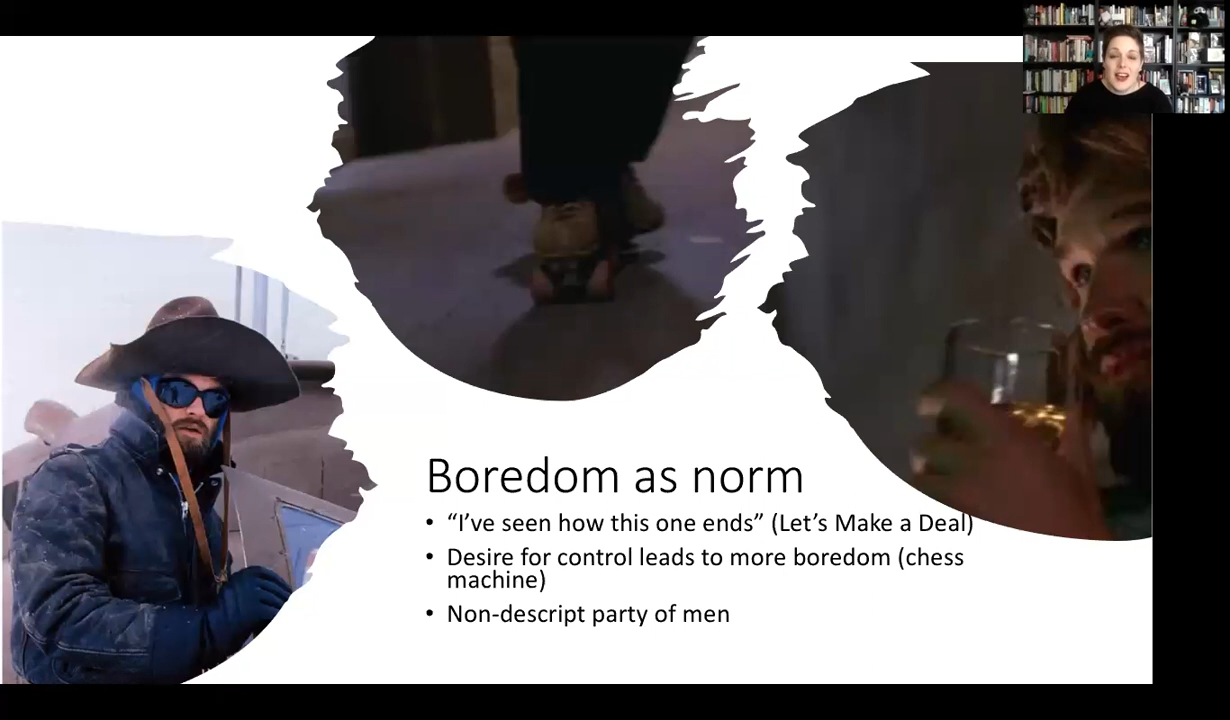 Boredom as norm
• “I’ve seen how this one ends” (Let’s Make a Deal)
• Desire for control leads to more boredom (chess
machine)
• Non-descript party of men